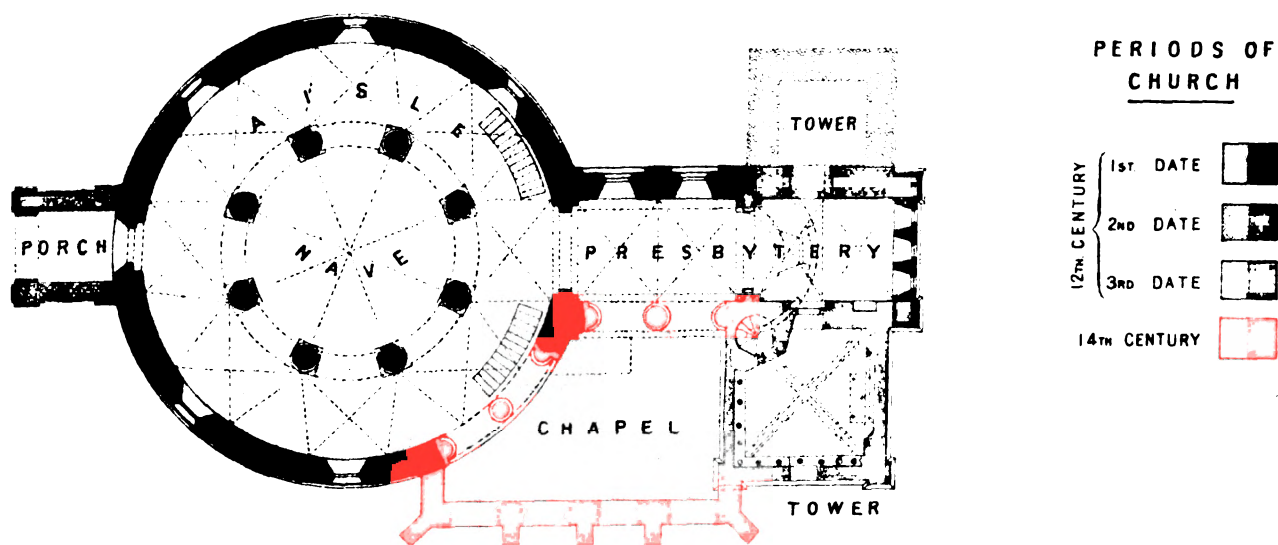 AISLE
NAVE
PORCH
PRESBYTERY
TOWER
CHAPEL
TOWER
PERIODS OF
CHURCH
12TH. CENTURY
1ST. DATE
2ND DATE
3RD DATE
14TH CENTURY